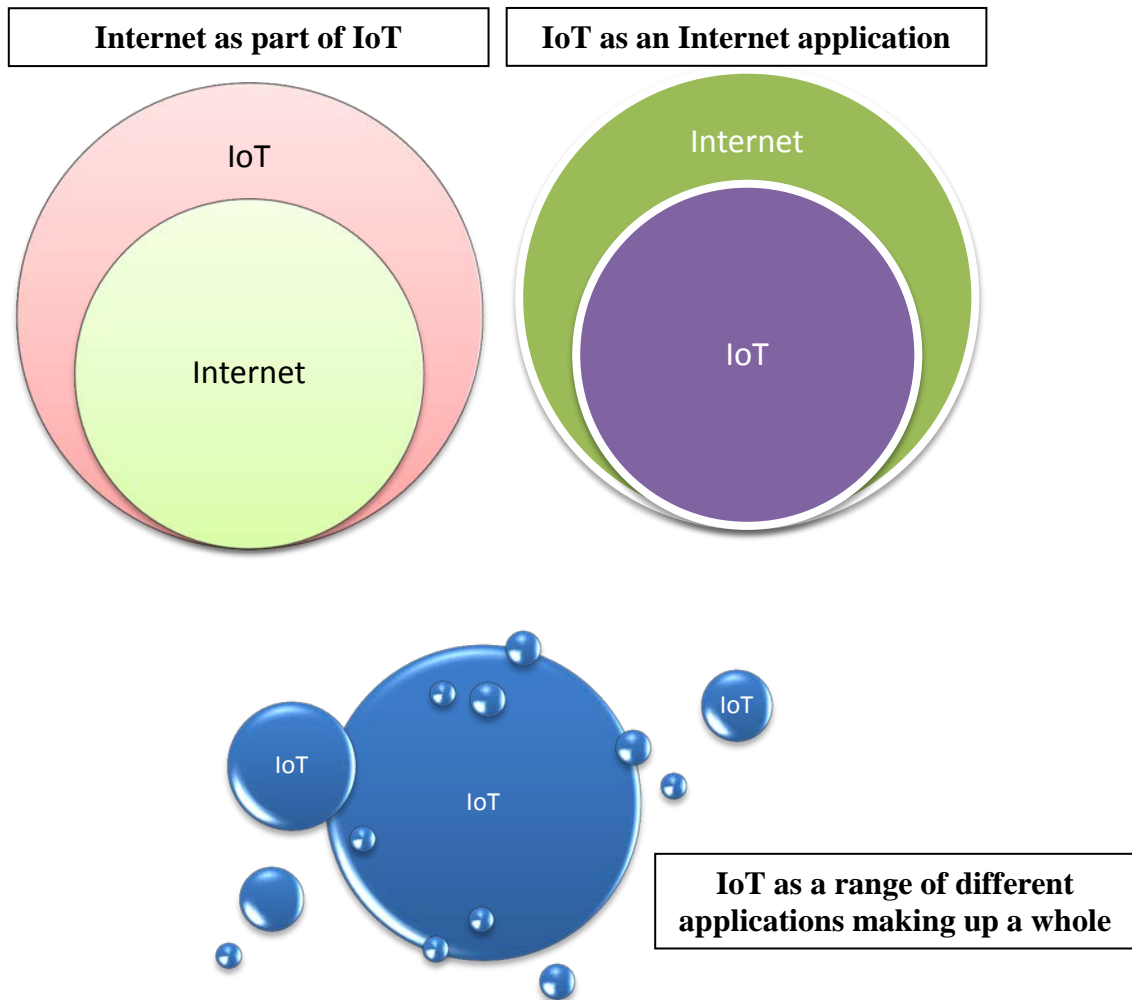 Internet as part of IoT
IoT as an Internet application
IoT
Internet
Internet
IoT
IoT
IoT
IoT
IoT as a range of different
applications making up a whole